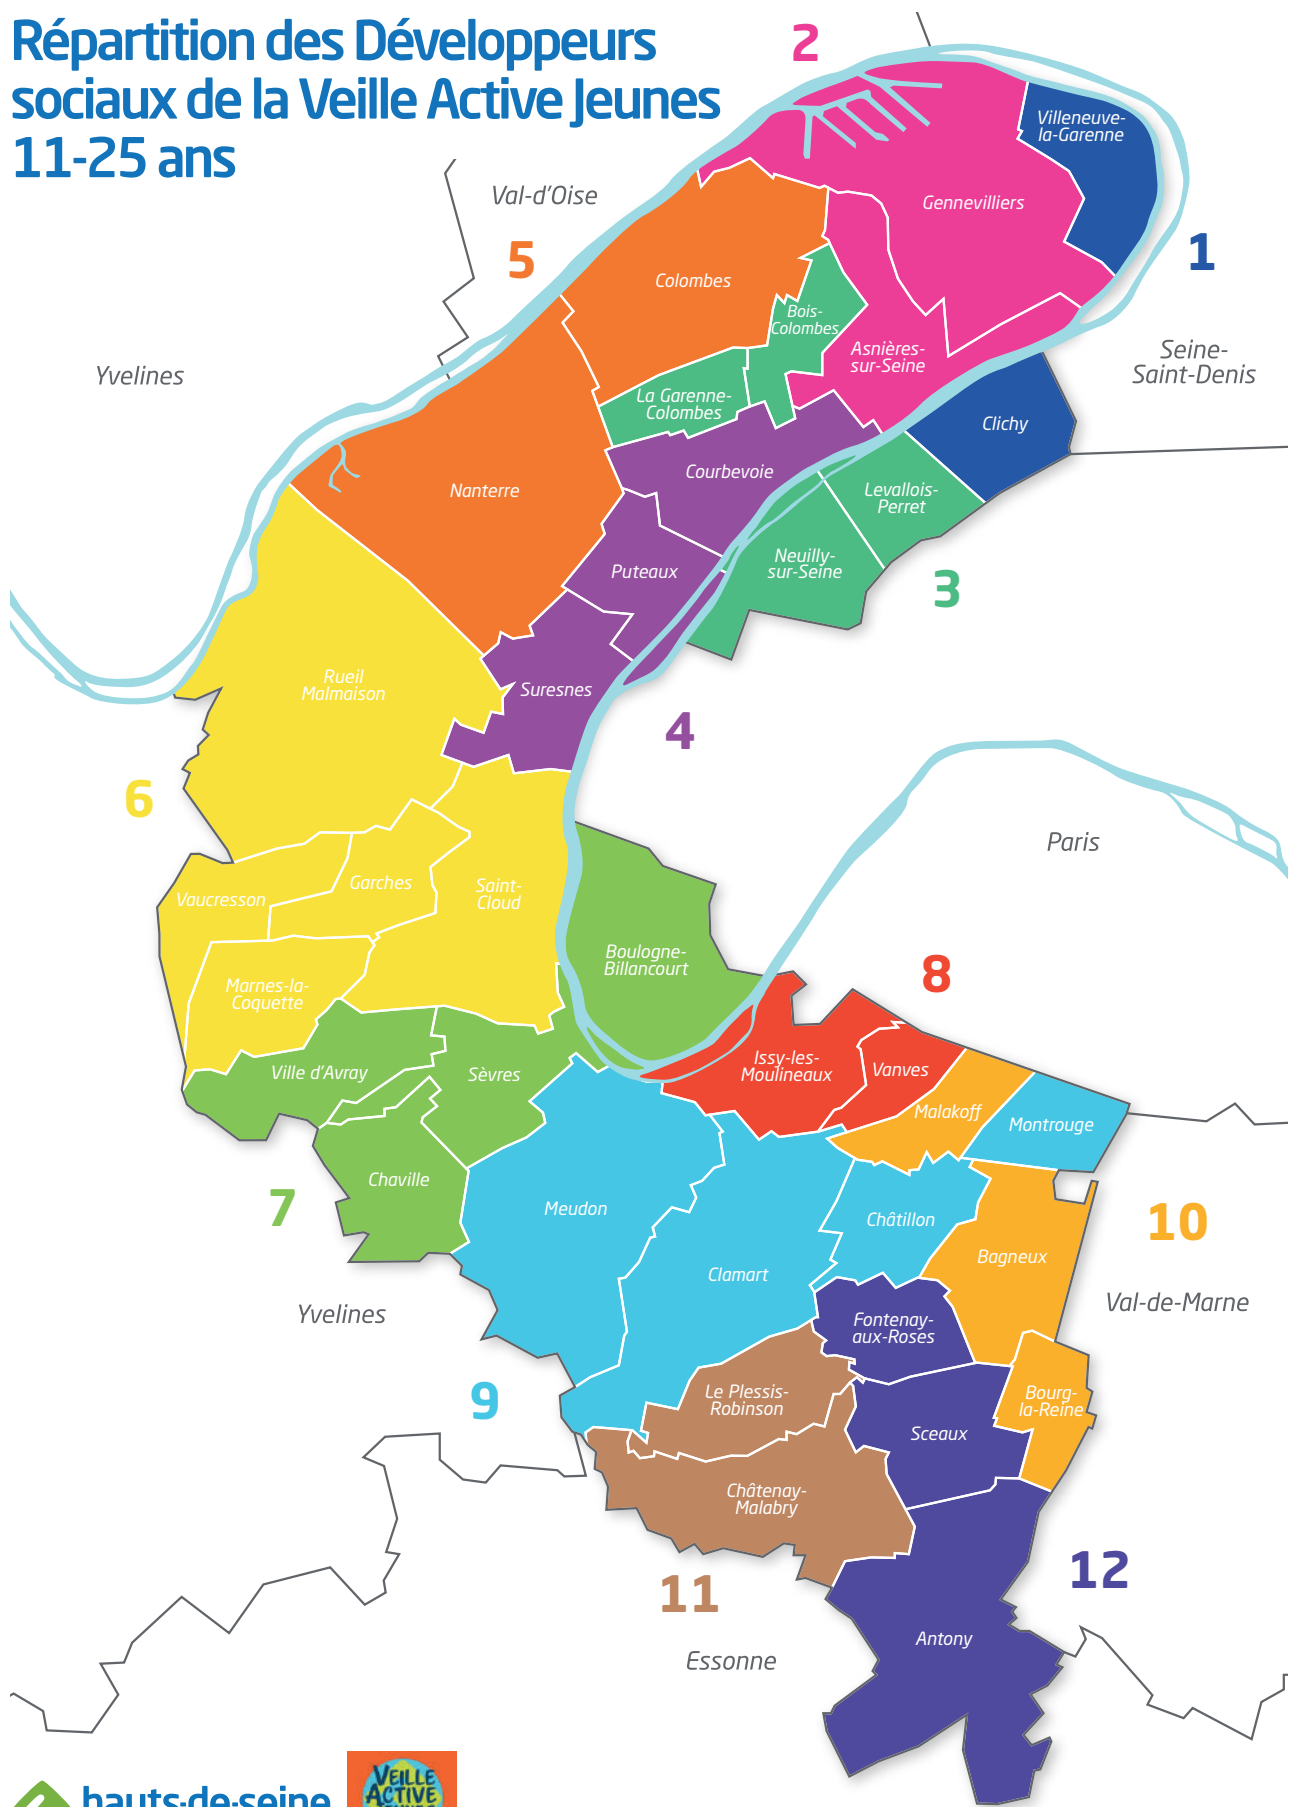 Répartition des Développeurs
sociaux de la Veille Active Jeunes
11-25 ans
2
Villeneuve-
la-Garenne
Val-d'Oise
Gennevilliers
5
1
Colombes
Bois-
Colombes
Yvelines
Asnières-
sur-Seine
Seine-
Saint-Denis
La Garenne-
Colombes
Clichy
Courbevoie
Nanterre
Levallois-
Perret
Puteaux
Neuilly-
sur-Seine
3
Rueil
Malmaison
Suresnes
4
6
Paris
Vaucresson
Garches
Saint-
Cloud
Boulogne-
Billancourt
8
Marnes-la-
Coquette
Ville d'Avray
Sèvres
Issy-les-
Moulineaux
Vanves
Malakoff
Montrouge
Chaville
7
Meudon
Châtillon
10
Clamart
Bagneux
Yvelines
Val-de-Marne
Fontenay-
aux-Roses
9
Le Plessis-
Robinson
Bourg-
la-Reine
Sceaux
Châtenay-
Malabry
11
12
Antony
Essonne
hauts-de-seine
VEILLE
ACTIVE